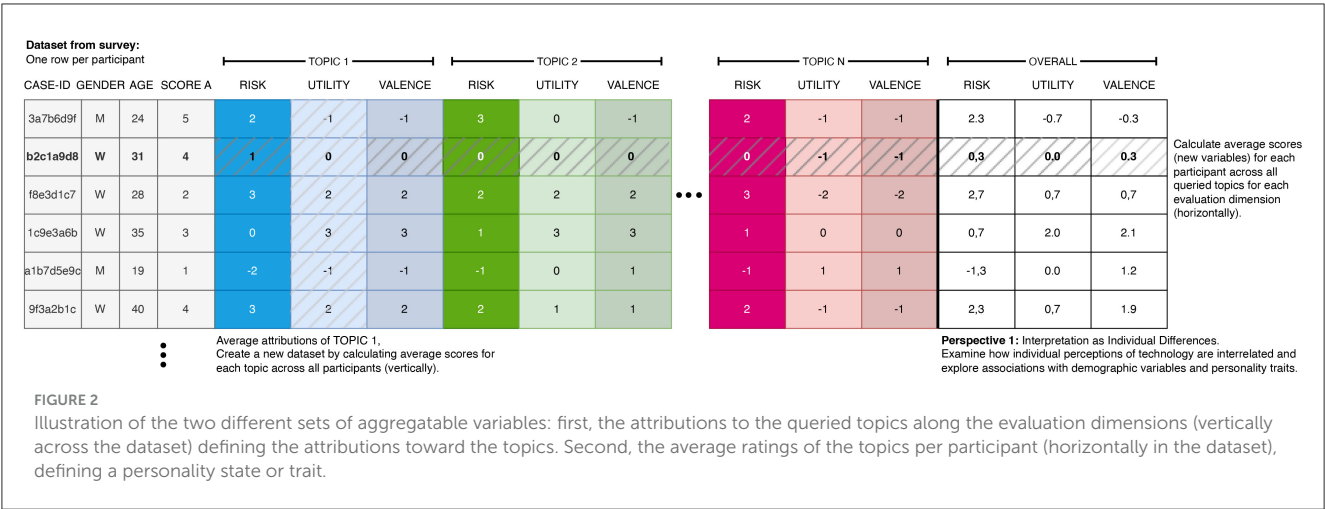 Dataset from survey:
One row per participant
TOPIC 1 TOPIC 2 TOPIC N OVERALL
CASE-ID GENDER AGE SCORE A RISK UTILITY VALENCE RISK UTILITY VALENCE RISK UTILITY VALENCE RISK UTILITY VALENCE
3a7b6d9f M 24 5 2 -1 -1 3 0 -1 2 -1 -1 2.3 -0.7 -0.3
b2c1a9d8 W 31 4 1 0 0 0 0 0 0 -1 -1 0,3 0.0 0.3
f8e3d1c7 W 28 2 3 2 2 2 2 2 3 -2 -2 2,7 0,7 0,7
1c9e3a6b W 35 3 0 3 3 1 3 3 1 0 0 0,7 2.0 2.1
a1b7d5e9c M 19 1 -2 -1 -1 -1 0 1 -1 1 1 -1,3 0.0 1.2
9f3a2b1c W 40 4 3 2 2 2 1 1 2 -1 -1 2,3 0,7 1.9
Calculate average scores
(new variables) for each
participant across all
queried topics for each
evaluation dimension
(horizontally).
Average attributions of TOPIC 1,
Create a new dataset by calculating average scores for
each topic across all participants (vertically).
Perspective 1: Interpretation as Individual Differences.
Examine how individual perceptions of technology are interrelated and
explore associations with demographic variables and personality traits.
FIGURE 2
Illustration of the two different sets of aggregatable variables: first, the attributions to the queried topics along the evaluation dimensions (vertically
across the dataset) defining the attributions toward the topics. Second, the average ratings of the topics per participant (horizontally in the dataset),
defining a personality state or trait.